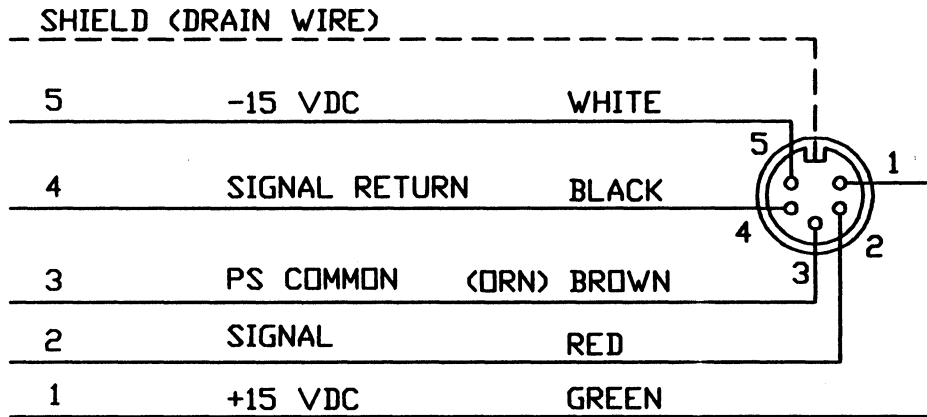 SHIELD (DRAIN WIRE)
5 -15 VDC WHITE
5
1
4 SIGNAL RETURN BLACK
4
2
3
3 PS COMMON (ORN) BROWN
2 SIGNAL RED
1 +15 VDC GREEN